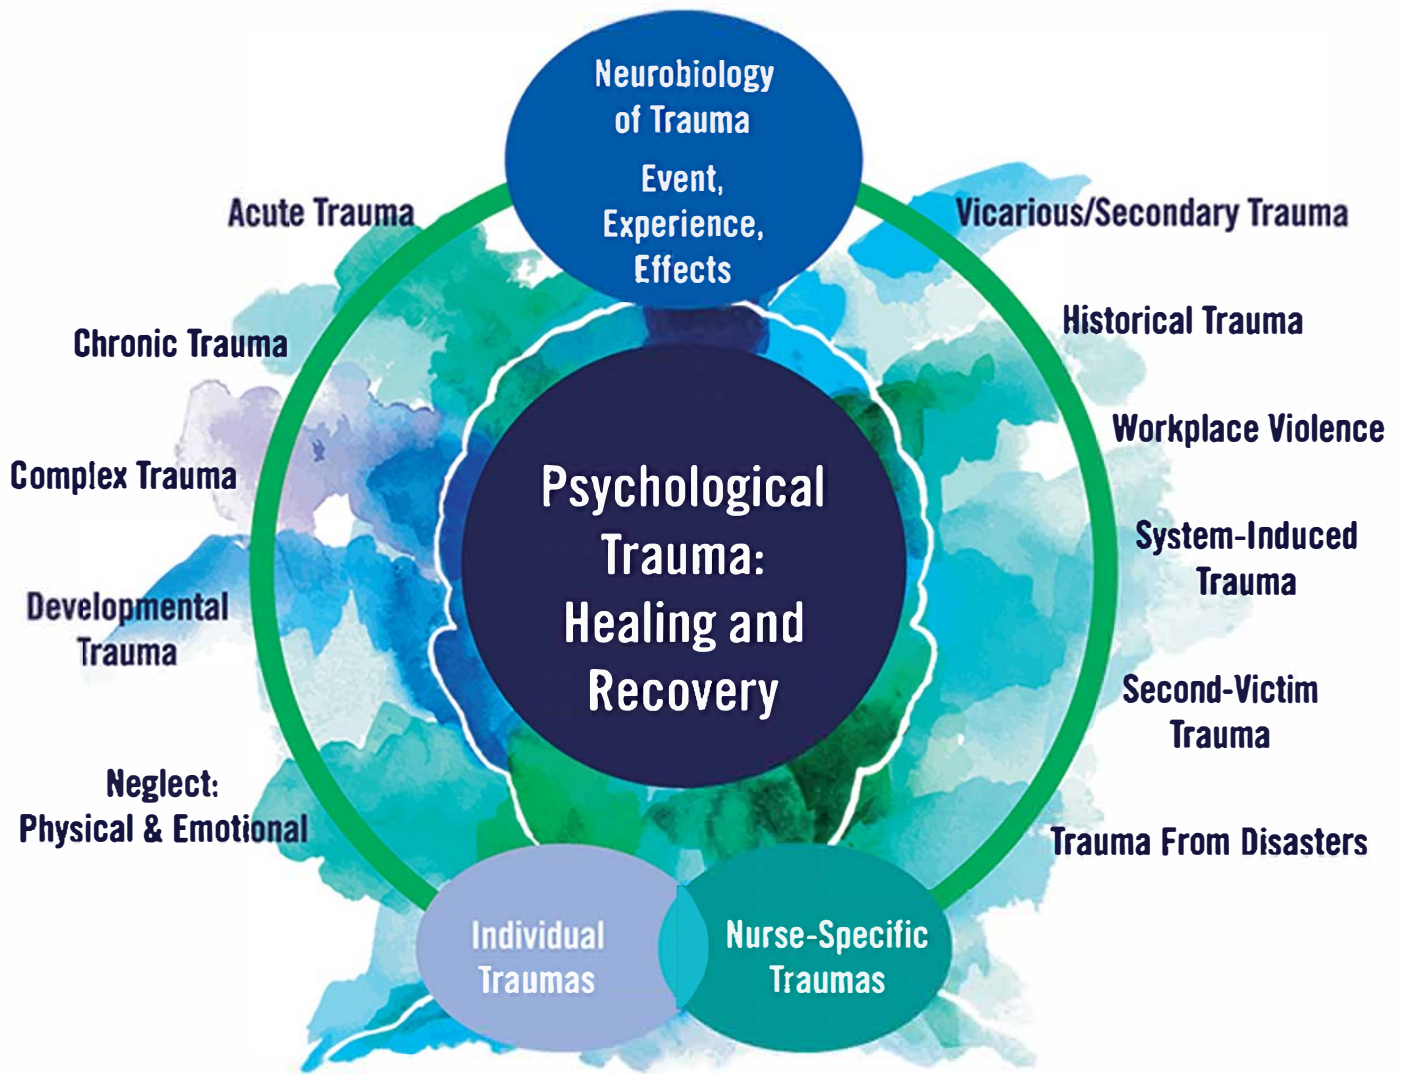 Neurobiology
of Trauma
Event,
Experience,
Effects
Acute Trauma
Chronic Trauma
Complex Trauma
Developmental
Trauma
Neglect:
Physical & Emotional
Vicarious/Secondary Trauma
Historical Trauma
Workplace Violence
System-Induced
Trauma
Second-Victim
Trauma
Trauma From Disasters
Psychological
Trauma:
Healing and
Recovery
Individual
Traumas
Nurse-Specific
Traumas